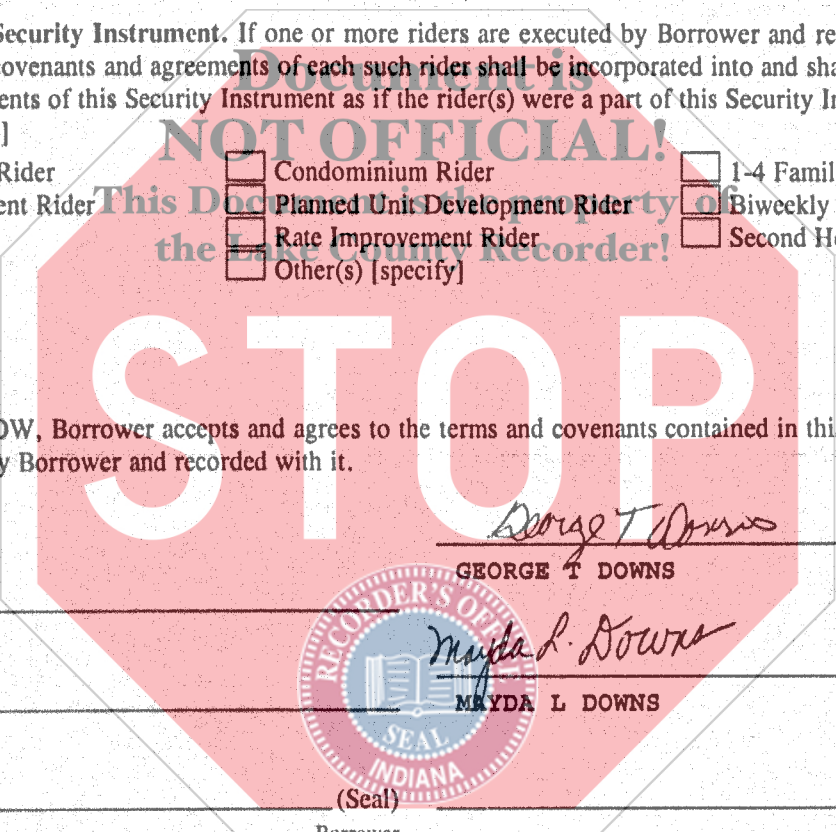 Security Instrument. If one or more riders are executed by Borrower and re
covenants and agreements of each such rider shall be incorporated into and sha
ents of this Security Instrument as if the rider(s) were a part of this Security In
]
Document is
NOT OFFICIAL!
This Document is the property of
the Lake County Recorder!
Rider Condominium Rider 1-4 Famil
ent Rider Planned Unit Development Rider Biweekly
Rate Improvement Rider Second Ho
Other(s) [specify]
STOP
OW, Borrower accepts and agrees to the terms and covenants contained in thi
y Borrower and recorded with it.
George T Downs
GEORGE T DOWNS
Mayda L. Downs
MAYDA L DOWNS
RECORDER'S OFFICE
SEAL
INDIANA
(Seal)
Borrower